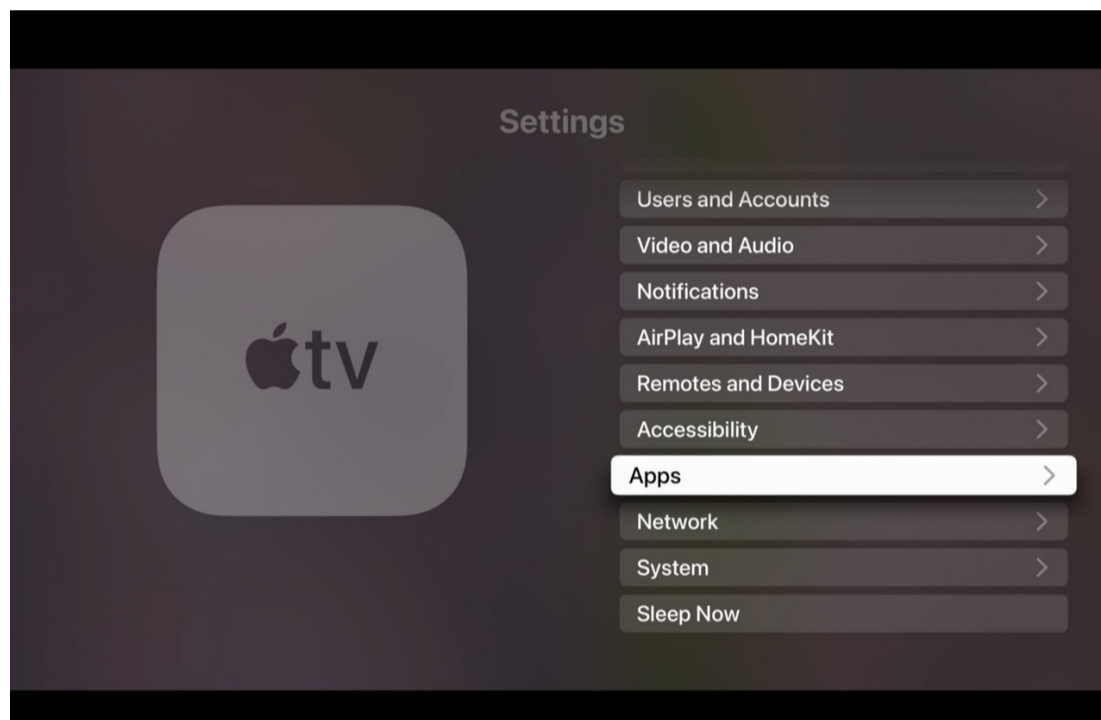 Settings
Users and Accounts
Video and Audio
Notifications
AirPlay and HomeKit
Remotes and Devices
Accessibility
Apps
Network
System
Sleep Now
tv